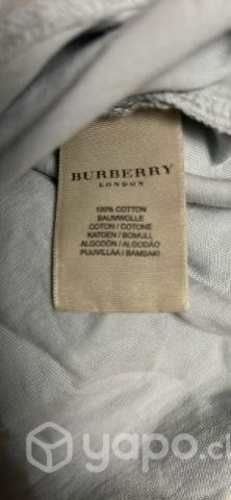 BURBERRY
LONDON
100% COTTON
BAUMWOLLE
COTON / COTONE
KATOEN / BOMULL
ALGODÓN / ALGODÃO
PUUVILLAA / BAMBAKI
yapo.cl